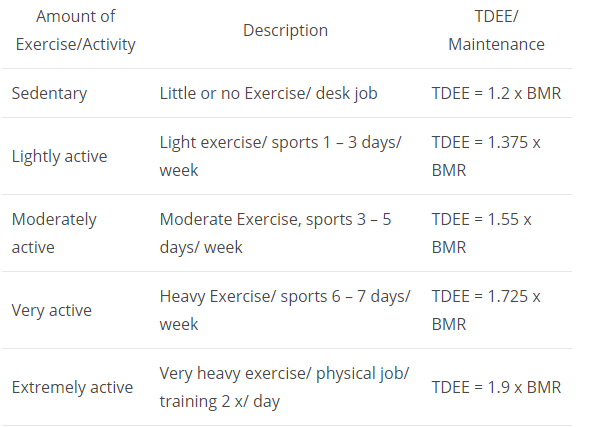 Amount of Exercise/Activity
Description
TDEE/ Maintenance
Sedentary
Little or no Exercise/ desk job
TDEE = 1.2 x BMR
Lightly active
Light exercise/ sports 1 – 3 days/ week
TDEE = 1.375 x BMR
Moderately active
Moderate Exercise, sports 3 – 5 days/ week
TDEE = 1.55 x BMR
Very active
Heavy Exercise/ sports 6 – 7 days/ week
TDEE = 1.725 x BMR
Extremely active
Very heavy exercise/ physical job/ training 2 x/ day
TDEE = 1.9 x BMR